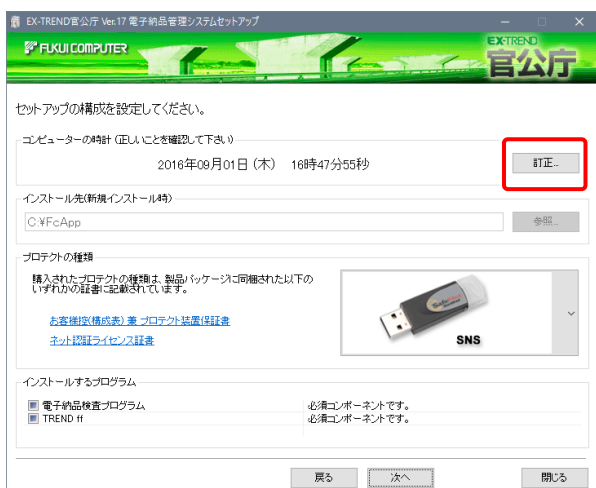 EX-TREND官公庁 Ver.17 電子納品管理システムセットアップ
FUKUI COMPUTER
EX-TREND
官公庁
セットアップの構成を設定してください。
コンピューターの時計 (正しいことを確認して下さい)
2016年09月01日 (木) 16時47分55秒
訂正...
インストール先(新規インストール時)
C:¥FcApp
参照...
プロテクトの種類
購入されたプロテクトの種類は、製品パッケージに同梱された以下の
いずれかの証書に記載されています。
お客様控(構成表) 兼 プロテクト装置保証書
ネット認証ライセンス証書
SNS
インストールするプログラム
電子納品検査プログラム 必須コンポーネントです。
TREND ff 必須コンポーネントです。
戻る 次へ 閉じる